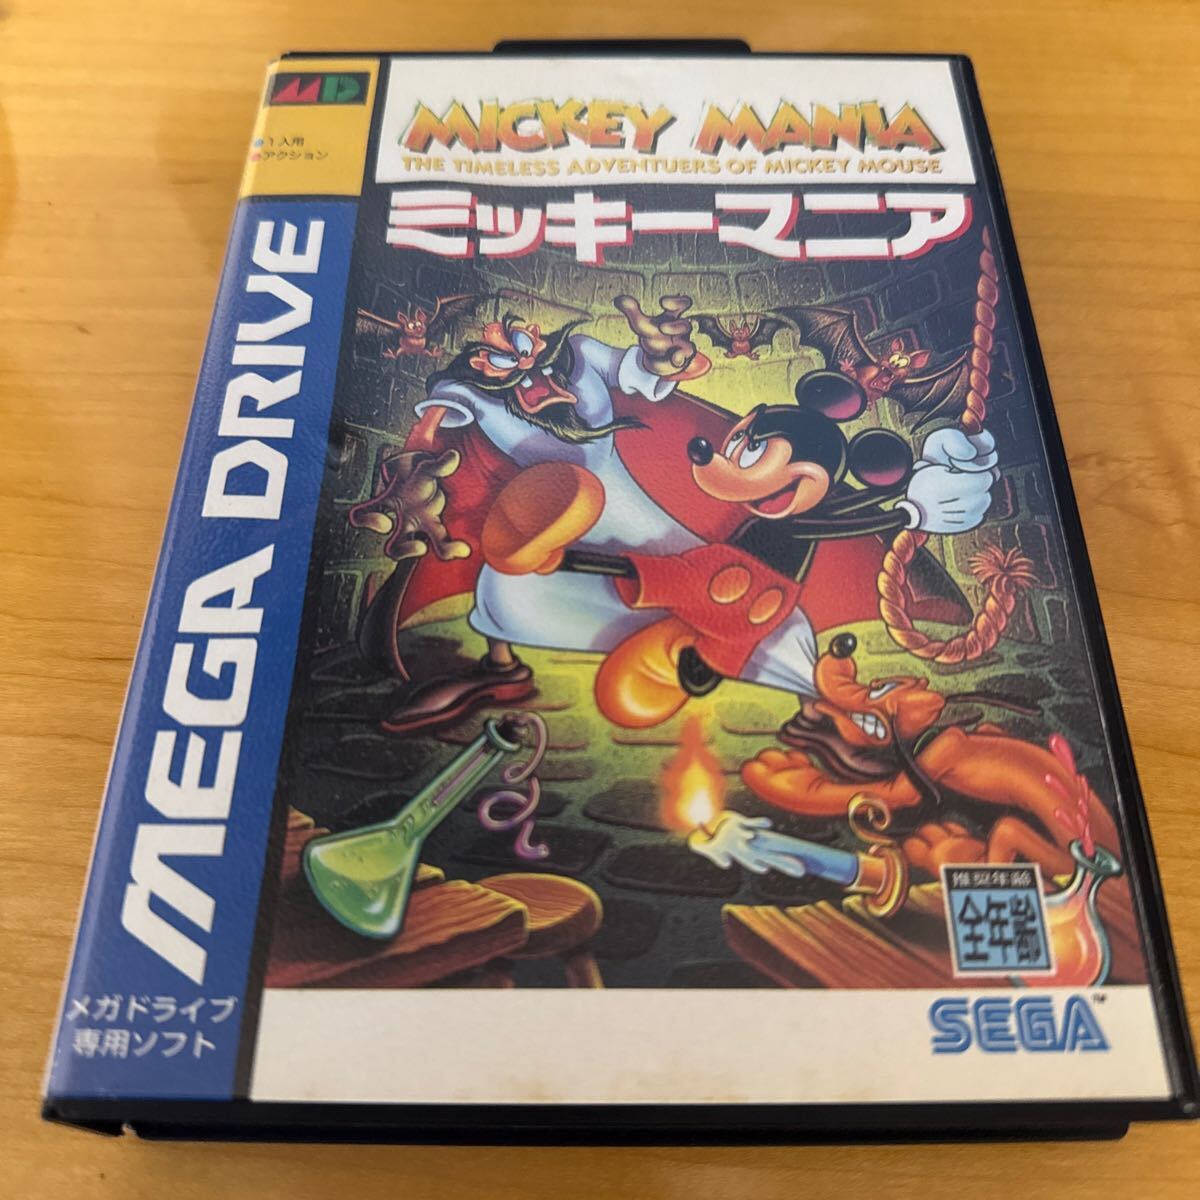 MD
1人用
アクション
MICKEY MANIA
THE TIMELESS ADVENTUERS OF MICKEY MOUSE
ミッキーマニア
MEGA DRIVE
メガドライブ
専用ソフト
推奨年齢
全年齢
SEGA™